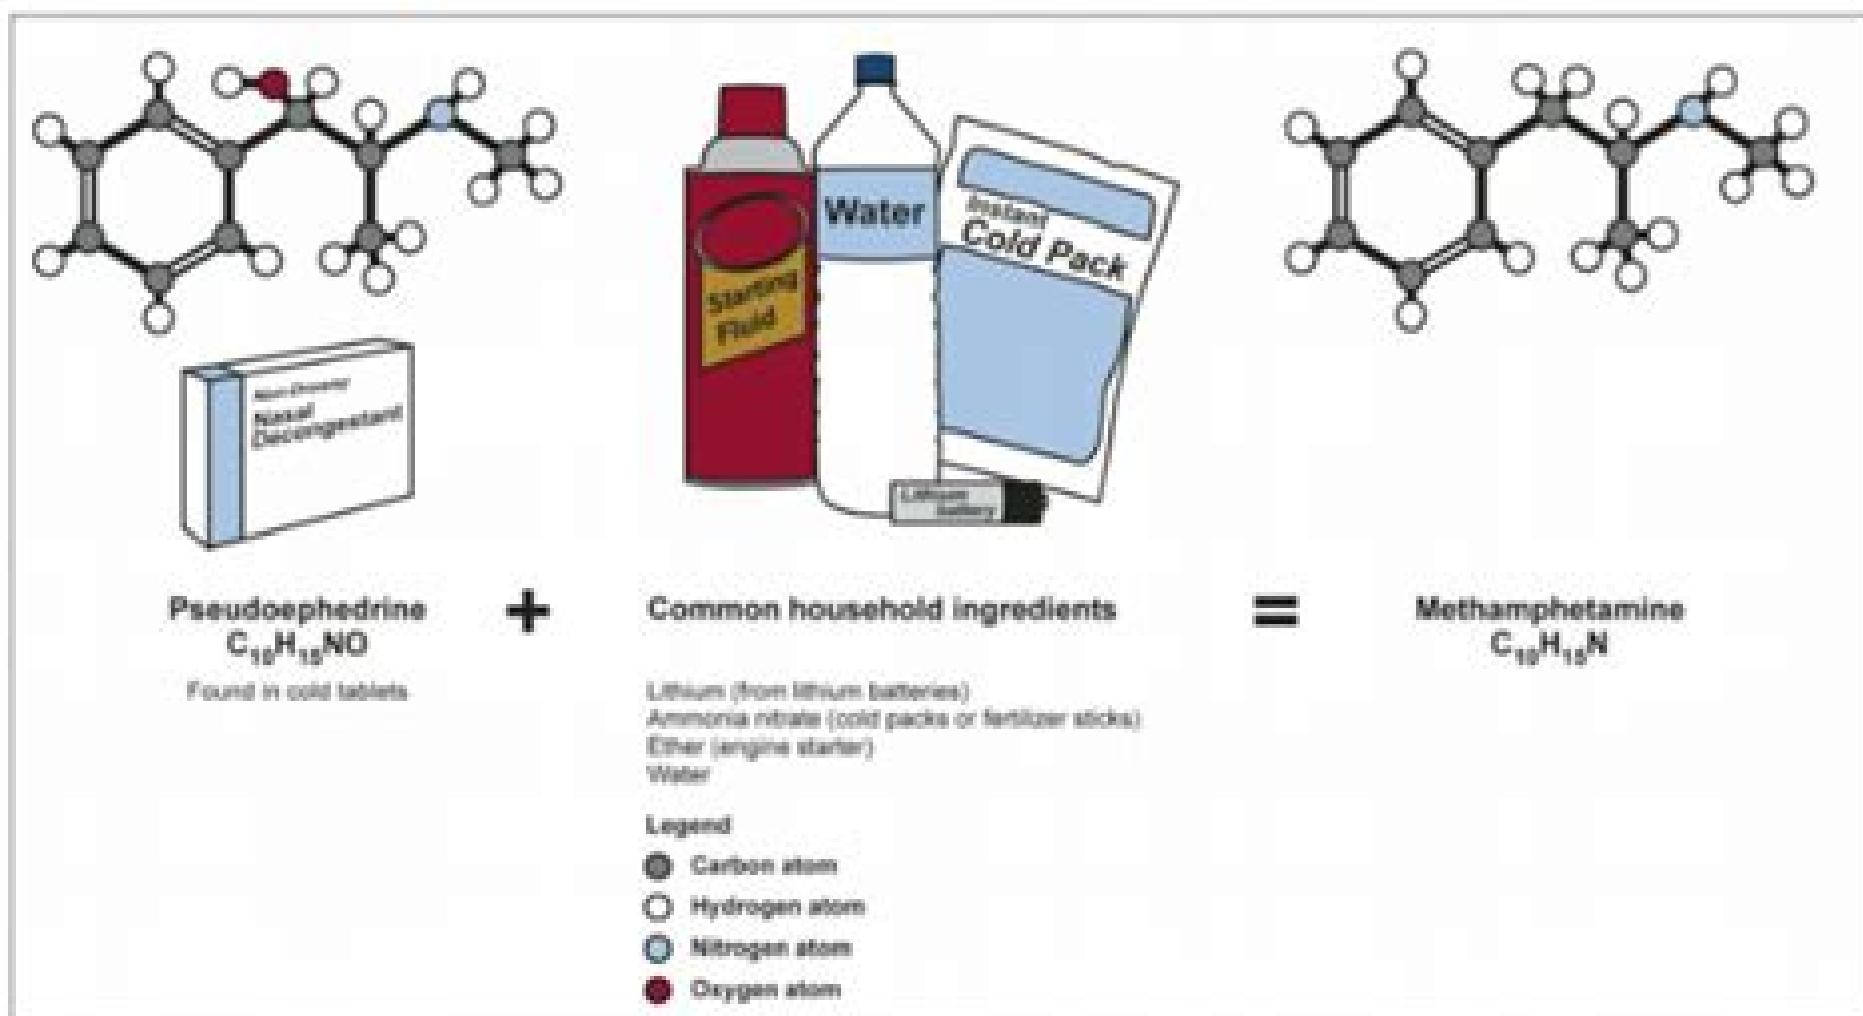 Non-Drowsy
Nasal
Decongestant
Starting
Fluid
Water
Instant
Cold Pack
Lithium
battery
Pseudoephedrine
C₁₀H₁₅NO
Found in cold tablets
+
Common household ingredients
Lithium (from lithium batteries)
Ammonia nitrate (cold packs or fertilizer sticks)
Ether (engine starter)
Water
=
Methamphetamine
C₁₀H₁₅N
Legend
Carbon atom
Hydrogen atom
Nitrogen atom
Oxygen atom